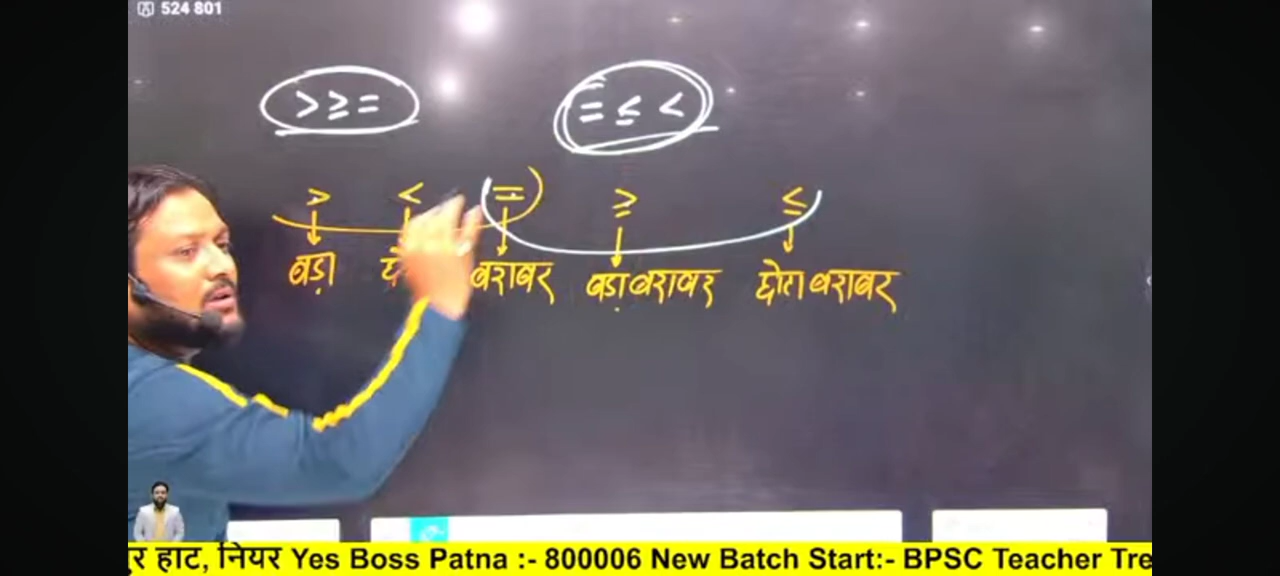 524 801
> ≥ =
= ≤ <
> < = ≥ ≤
बड़ा बराबर बड़ा बराबर छोटा बराबर
हाट, नियर Yes Boss Patna :- 800006 New Batch Start:- BPSC Teacher Tre